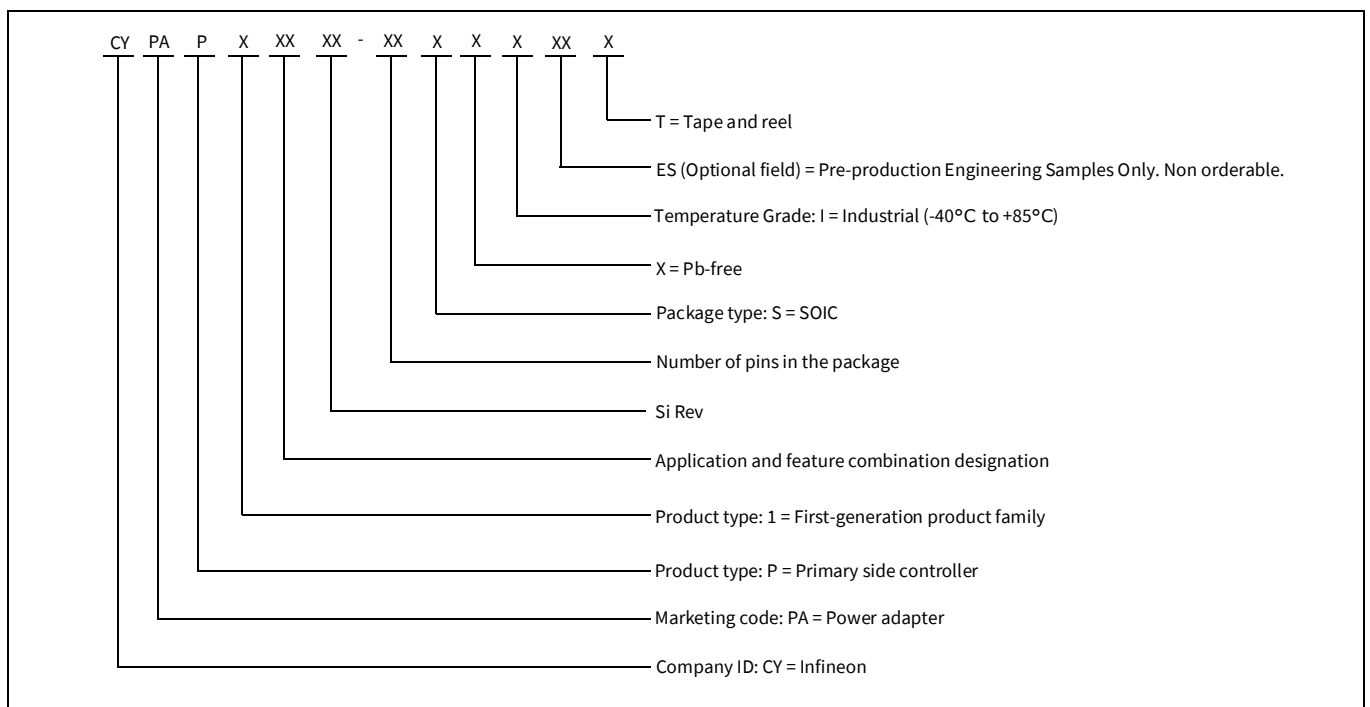 CY PA P X XX XX - XX X X X XX X
T = Tape and reel
ES (Optional field) = Pre-production Engineering Samples Only. Non orderable.
Temperature Grade: I = Industrial (-40°C to +85°C)
X = Pb-free
Package type: S = SOIC
Number of pins in the package
Si Rev
Application and feature combination designation
Product type: 1 = First-generation product family
Product type: P = Primary side controller
Marketing code: PA = Power adapter
Company ID: CY = Infineon